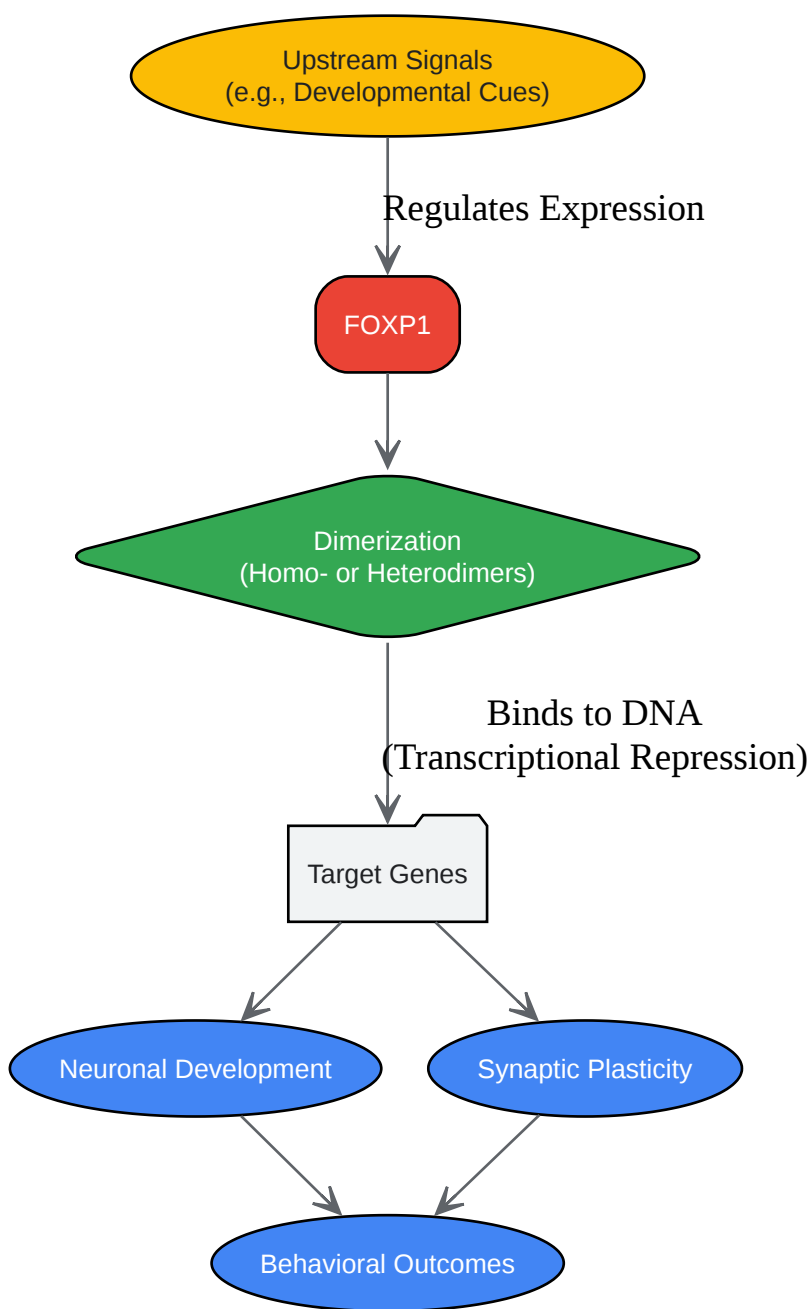 Upstream Signals
(e.g., Developmental Cues)
Regulates Expression
FOXP1
Dimerization
(Homo- or Heterodimers)
Binds to DNA
(Transcriptional Repression)
Target Genes
Neuronal Development
Synaptic Plasticity
Behavioral Outcomes